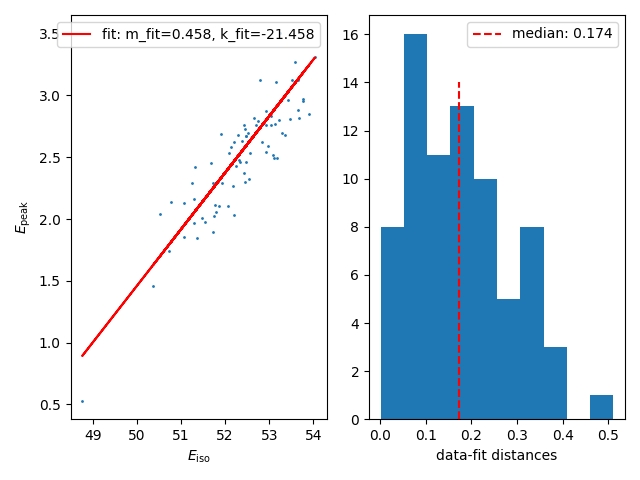 fit: m_fit=0.458, k_fit=-21.458
3.5
3.0
2.5
2.0
1.5
1.0
0.5
E_peak
49 50 51 52 53 54
E_iso
median: 0.174
16
14
12
10
8
6
4
2
0
0.0 0.1 0.2 0.3 0.4 0.5
data-fit distances